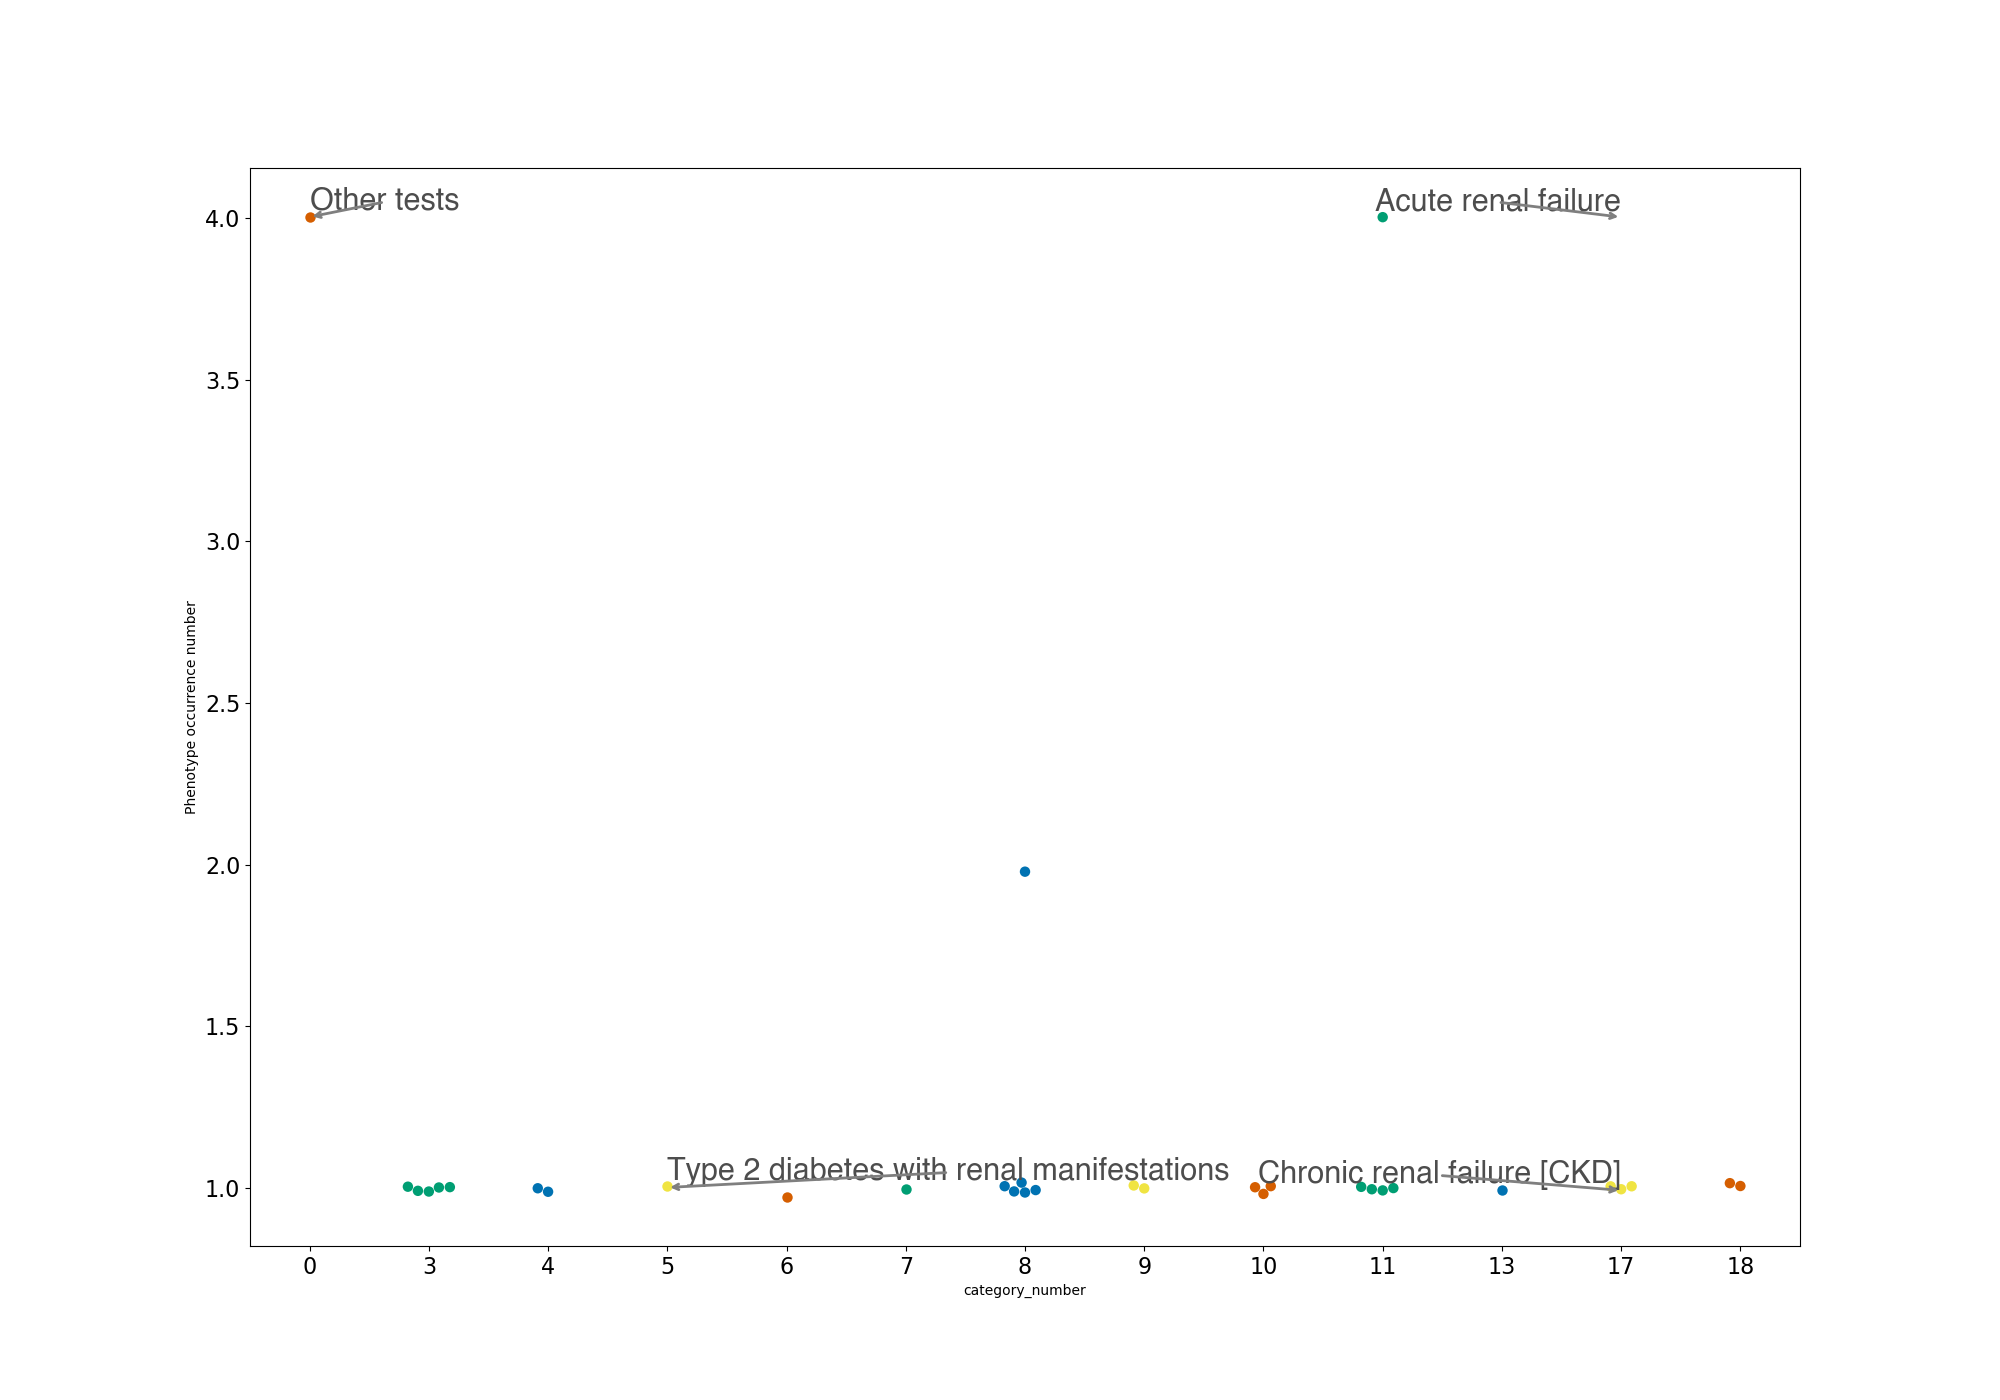 Other tests
Acute renal failure
4.0
3.5
3.0
2.5
2.0
1.5
1.0
Phenotype occurrence number
Type 2 diabetes with renal manifestations
Chronic renal failure [CKD]
0 3 4 5 6 7 8 9 10 11 13 17 18
category_number